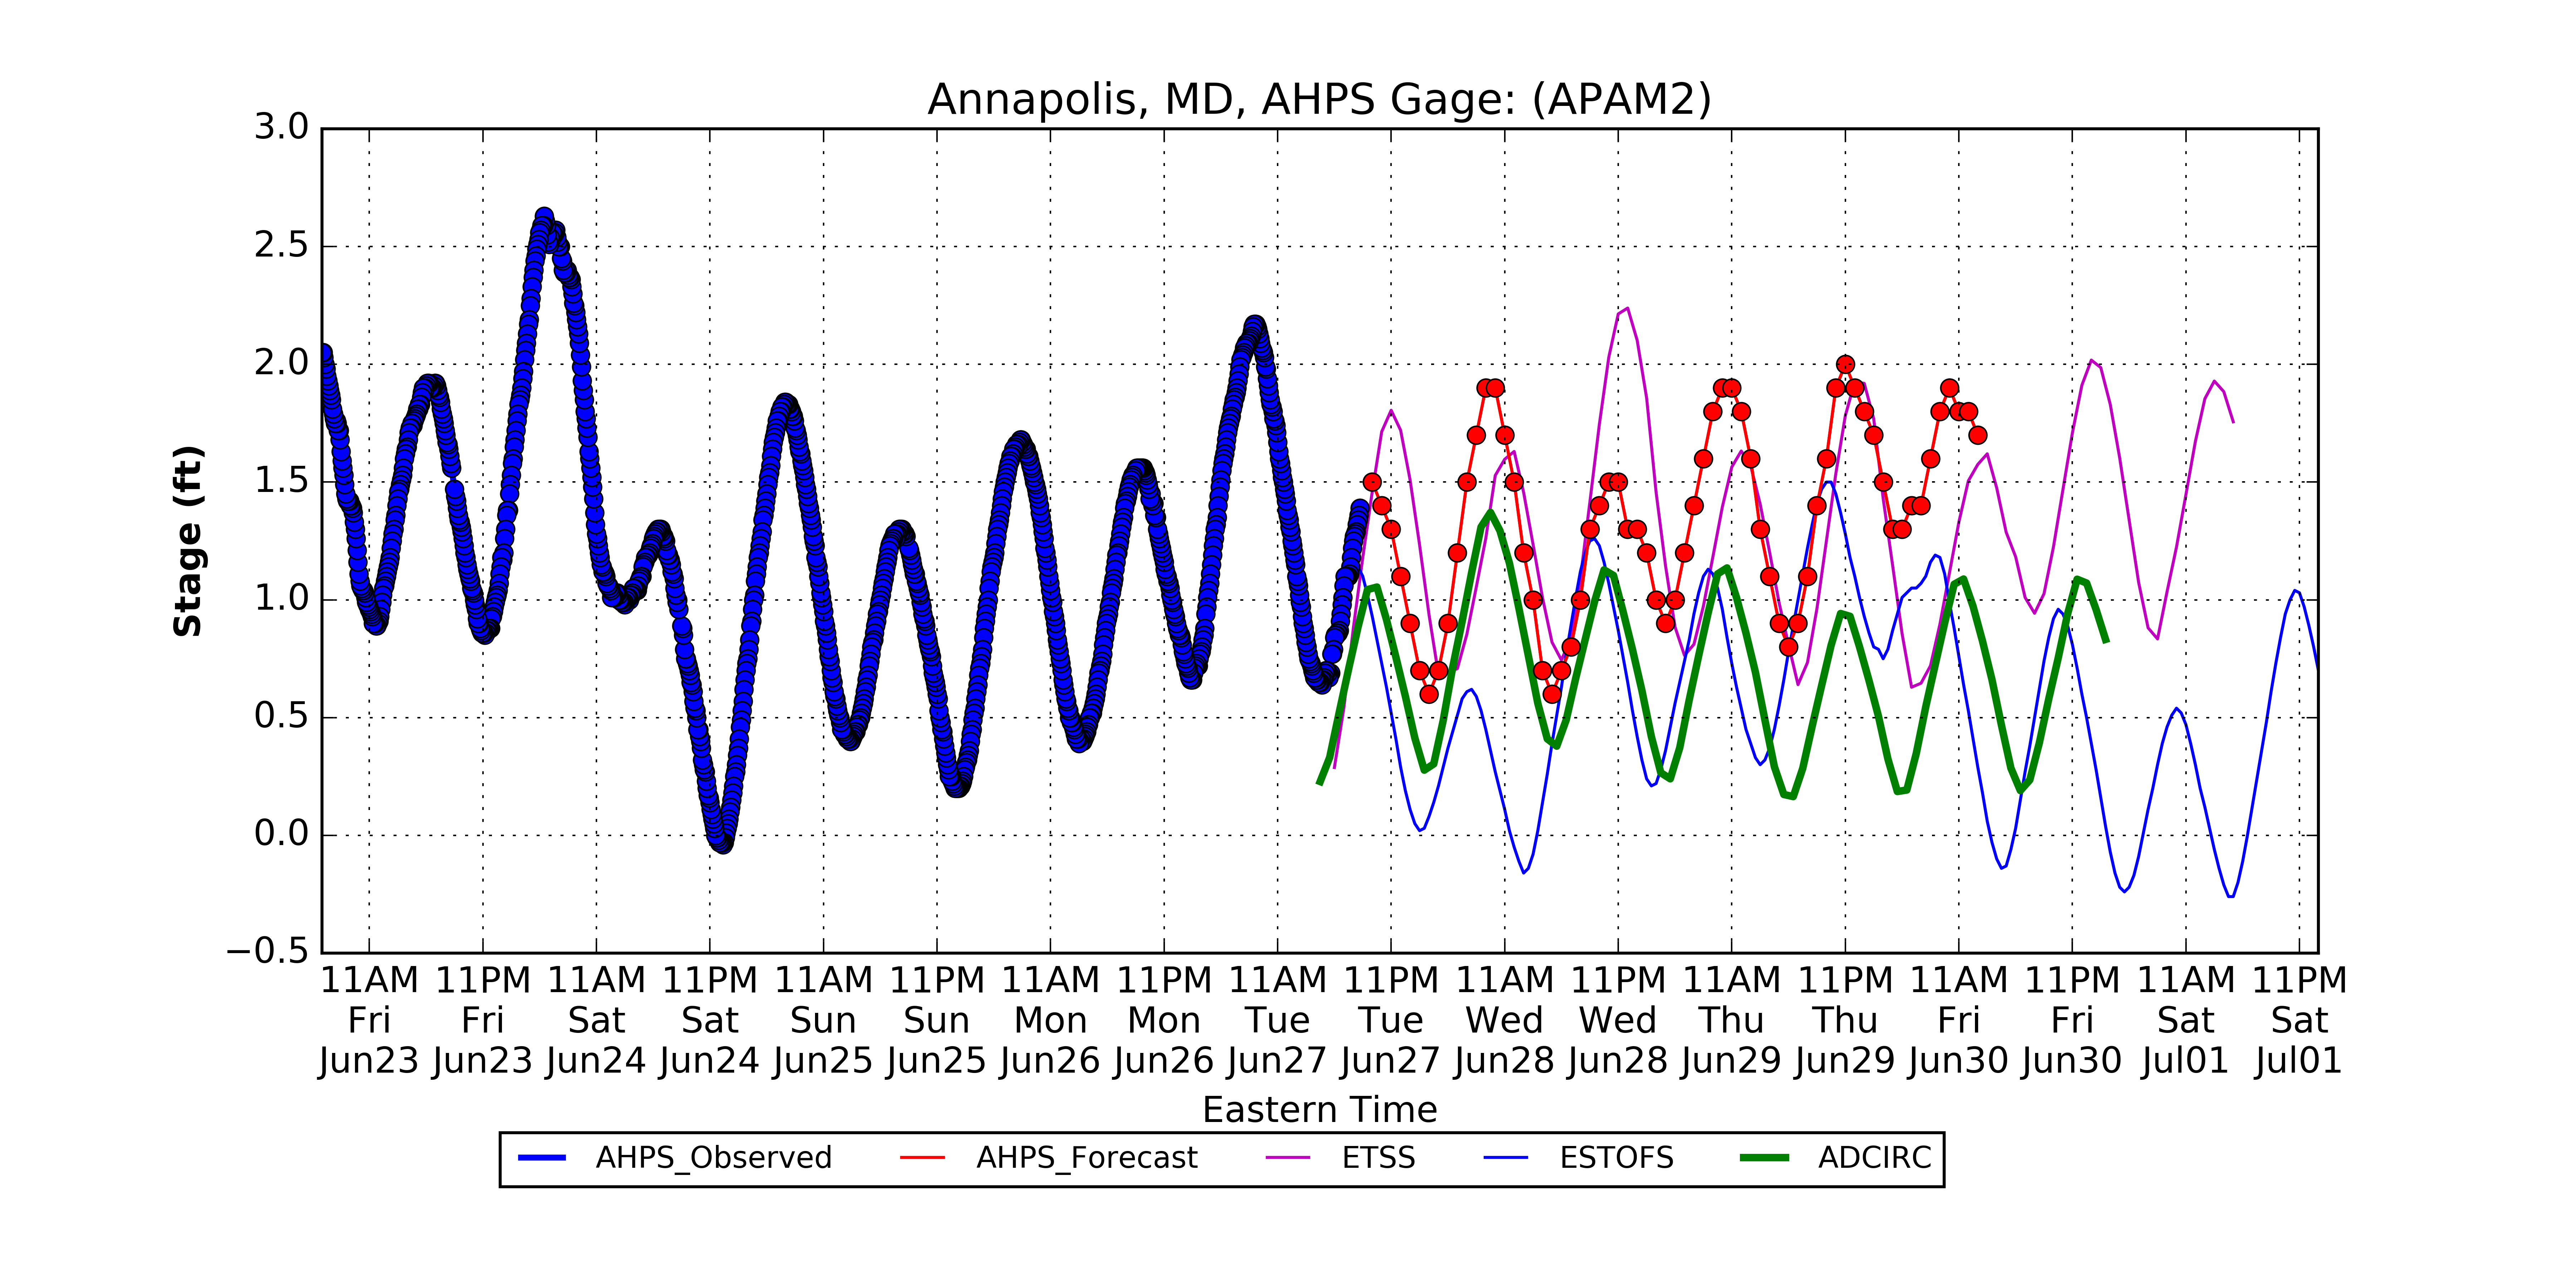 Annapolis, MD, AHPS Gage: (APAM2)
3.0
2.5
2.0
1.5
1.0
0.5
0.0
−0.5
Stage (ft)
11AM 11PM 11AM 11PM 11AM 11PM 11AM 11PM 11AM 11PM 11AM 11PM 11AM 11PM 11AM 11PM 11AM 11PM
Fri Fri Sat Sat Sun Sun Mon Mon Tue Tue Wed Wed Thu Thu Fri Fri Sat Sat
Jun23 Jun23 Jun24 Jun24 Jun25 Jun25 Jun26 Jun26 Jun27 Jun27 Jun28 Jun28 Jun29 Jun29 Jun30 Jun30 Jul01 Jul01
Eastern Time
AHPS_Observed AHPS_Forecast ETSS ESTOFS ADCIRC